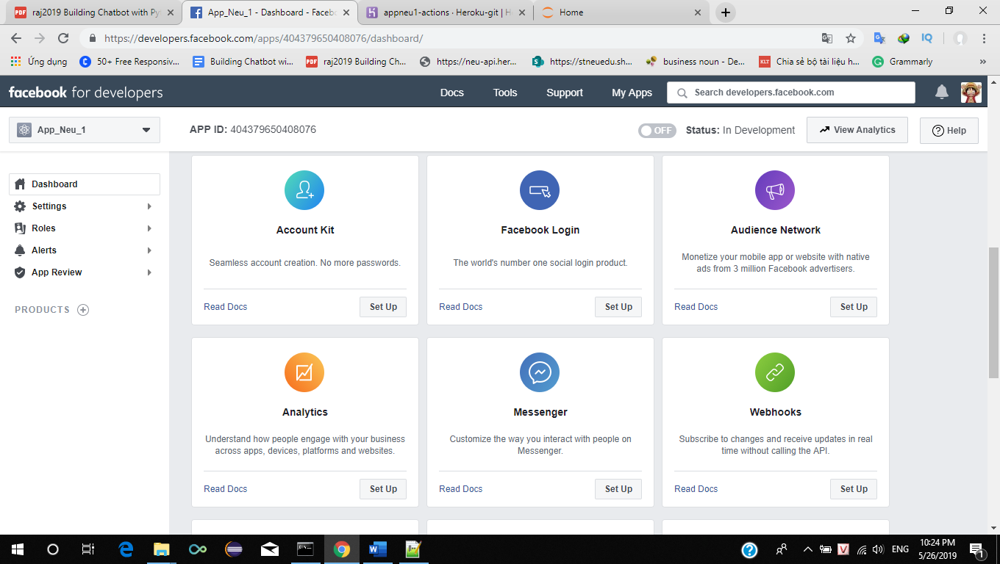 raj2019 Building Chatbot with Py
App_Neu_1 - Dashboard - Facebo
appneu1-actions · Heroku-git | H
Home
https://developers.facebook.com/apps/404379650408076/dashboard/
Ứng dụng
50+ Free Responsiv...
Building Chatbot wi...
raj2019 Building Ch...
https://neu-api.her...
https://stneuedu.sh...
business noun - De...
Chia sẻ bộ tài liệu h...
Grammarly
facebook for developers
Docs
Tools
Support
My Apps
Search developers.facebook.com
App_Neu_1
APP ID: 404379650408076
OFF
Status: In Development
View Analytics
Help
Dashboard
Settings
Roles
Alerts
App Review
PRODUCTS
Account Kit
Seamless account creation. No more passwords.
Read Docs
Set Up
Facebook Login
The world's number one social login product.
Read Docs
Set Up
Audience Network
Monetize your mobile app or website with native
ads from 3 million Facebook advertisers.
Read Docs
Set Up
Analytics
Understand how people engage with your business
across apps, devices, platforms and websites.
Read Docs
Set Up
Messenger
Customize the way you interact with people on
Messenger.
Read Docs
Set Up
Webhooks
Subscribe to changes and receive updates in real
time without calling the API.
Read Docs
Set Up
ENG
10:24 PM
5/26/2019
1